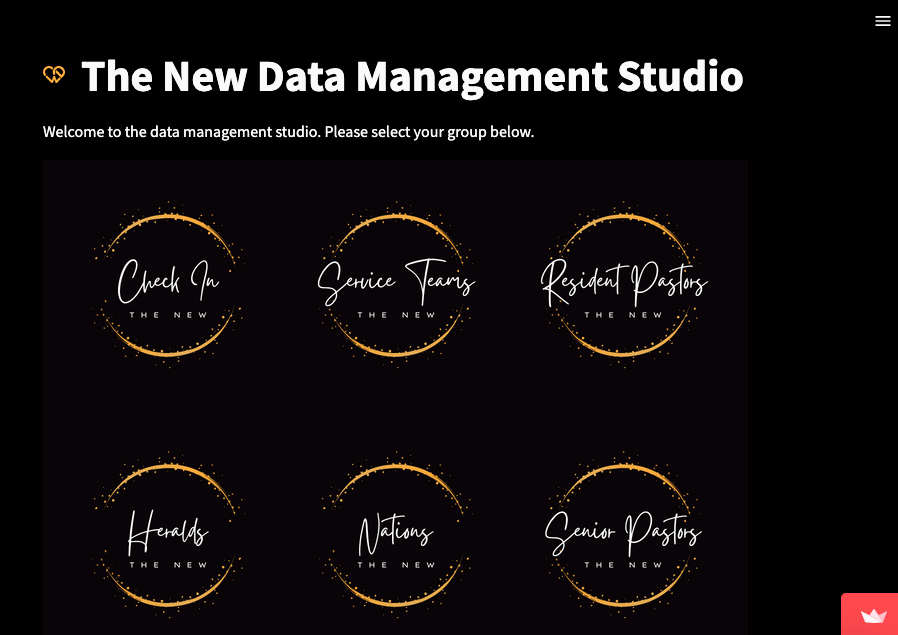 The New Data Management Studio
Welcome to the data management studio. Please select your group below.
Check In
THE NEW
Service Teams
THE NEW
Resident Pastors
THE NEW
Heralds
THE NEW
Nations
THE NEW
Senior Pastors
THE NEW